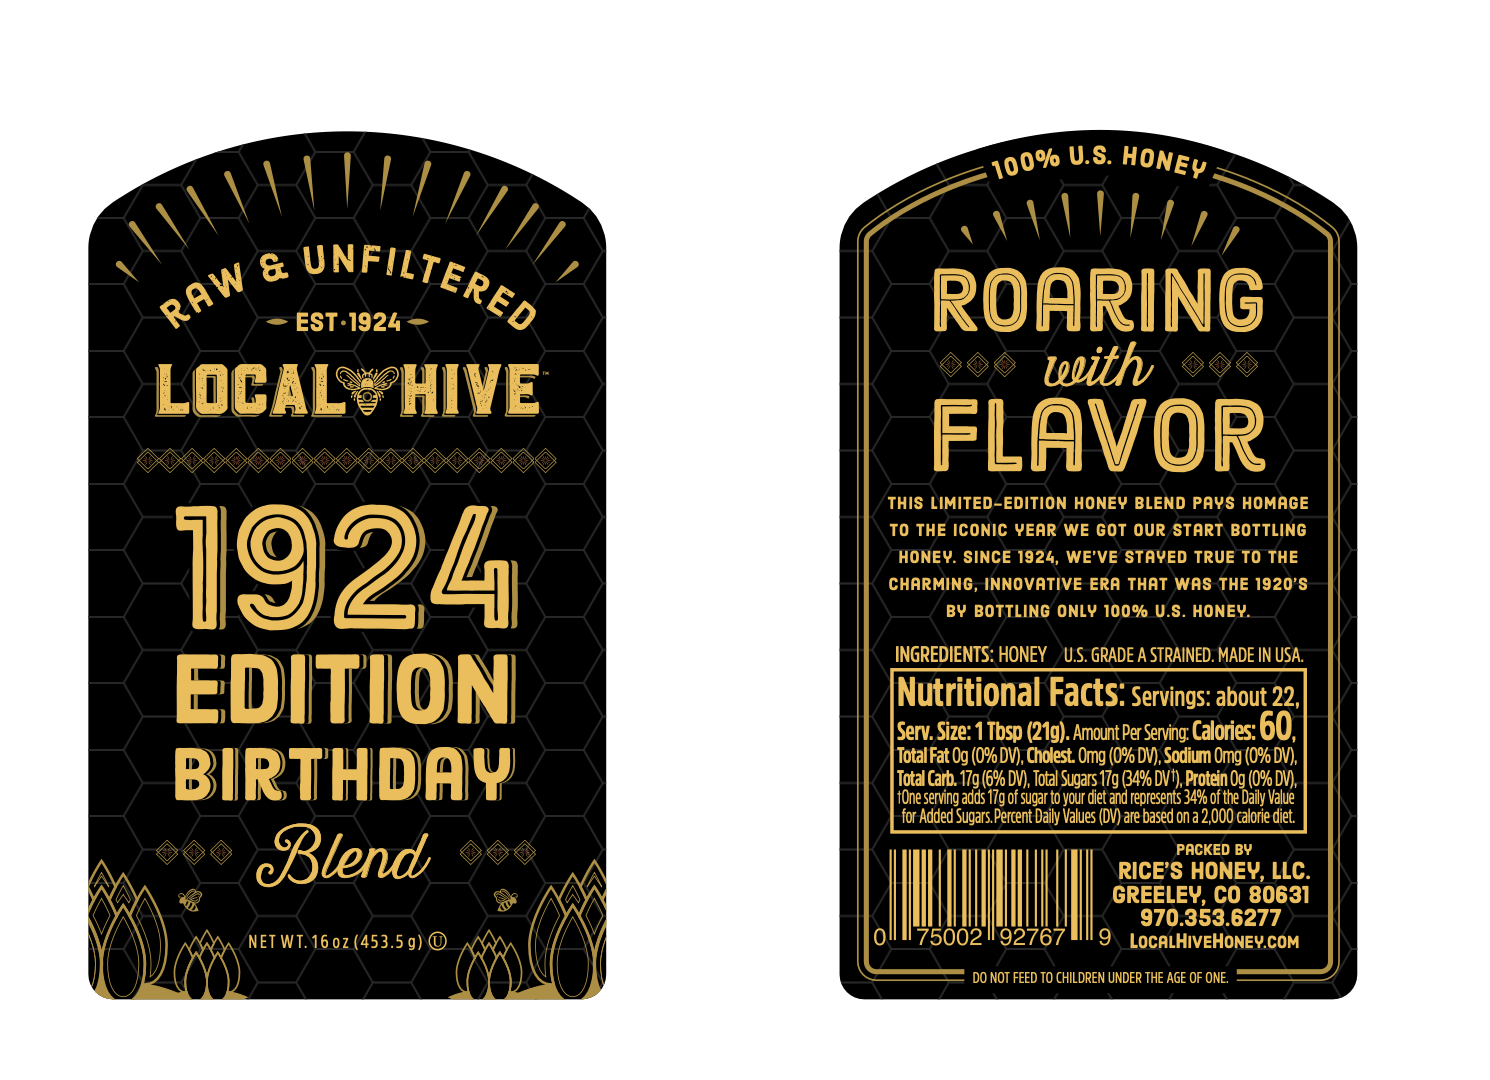 RAW & UNFILTERED
EST·1924
LOCAL HIVE™
1924
EDITION
BIRTHDAY
Blend
NET WT. 16 oz (453.5 g) Ⓤ
100% U.S. HONEY
ROARING
with
FLAVOR
THIS LIMITED-EDITION HONEY BLEND PAYS HOMAGE
TO THE ICONIC YEAR WE GOT OUR START BOTTLING
HONEY. SINCE 1924, WE'VE STAYED TRUE TO THE
CHARMING, INNOVATIVE ERA THAT WAS THE 1920'S
BY BOTTLING ONLY 100% U.S. HONEY.
INGREDIENTS: HONEY U.S. GRADE A STRAINED. MADE IN USA.
Nutritional Facts: Servings: about 22,
Serv. Size: 1 Tbsp (21g). Amount Per Serving: Calories: 60,
Total Fat 0g (0% DV), Cholest. 0mg (0% DV), Sodium 0mg (0% DV),
Total Carb. 17g (6% DV), Total Sugars 17g (34% DV†), Protein 0g (0% DV),
†One serving adds 17g of sugar to your diet and represents 34% of the Daily Value
for Added Sugars. Percent Daily Values (DV) are based on a 2,000 calorie diet.
0 75002 92767 9
PACKED BY
RICE'S HONEY, LLC.
GREELEY, CO 80631
970.353.6277
LOCALHIVEHONEY.COM
DO NOT FEED TO CHILDREN UNDER THE AGE OF ONE.